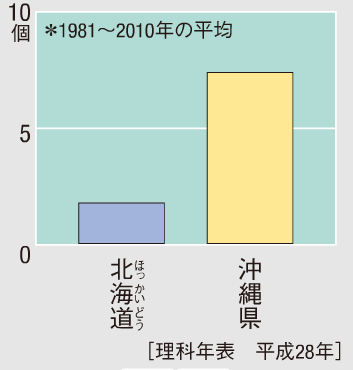 10
個
*1981〜2010年の平均
5
0
北海道
ほっかいどう
沖縄県
[理科年表　平成28年]